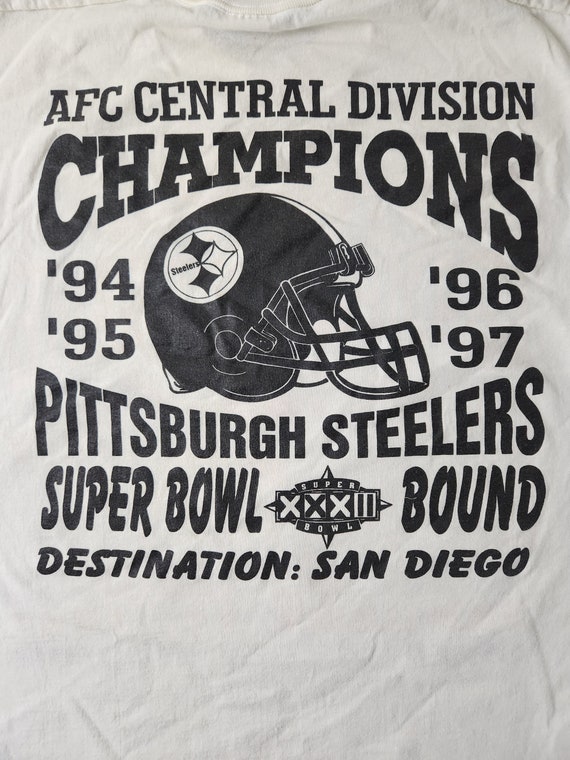 AFC CENTRAL DIVISION
CHAMPIONS
'94 '96
Steelers
'95 '97
PITTSBURGH STEELERS
SUPER BOWL SUPER XXXII BOWL BOUND
DESTINATION: SAN DIEGO